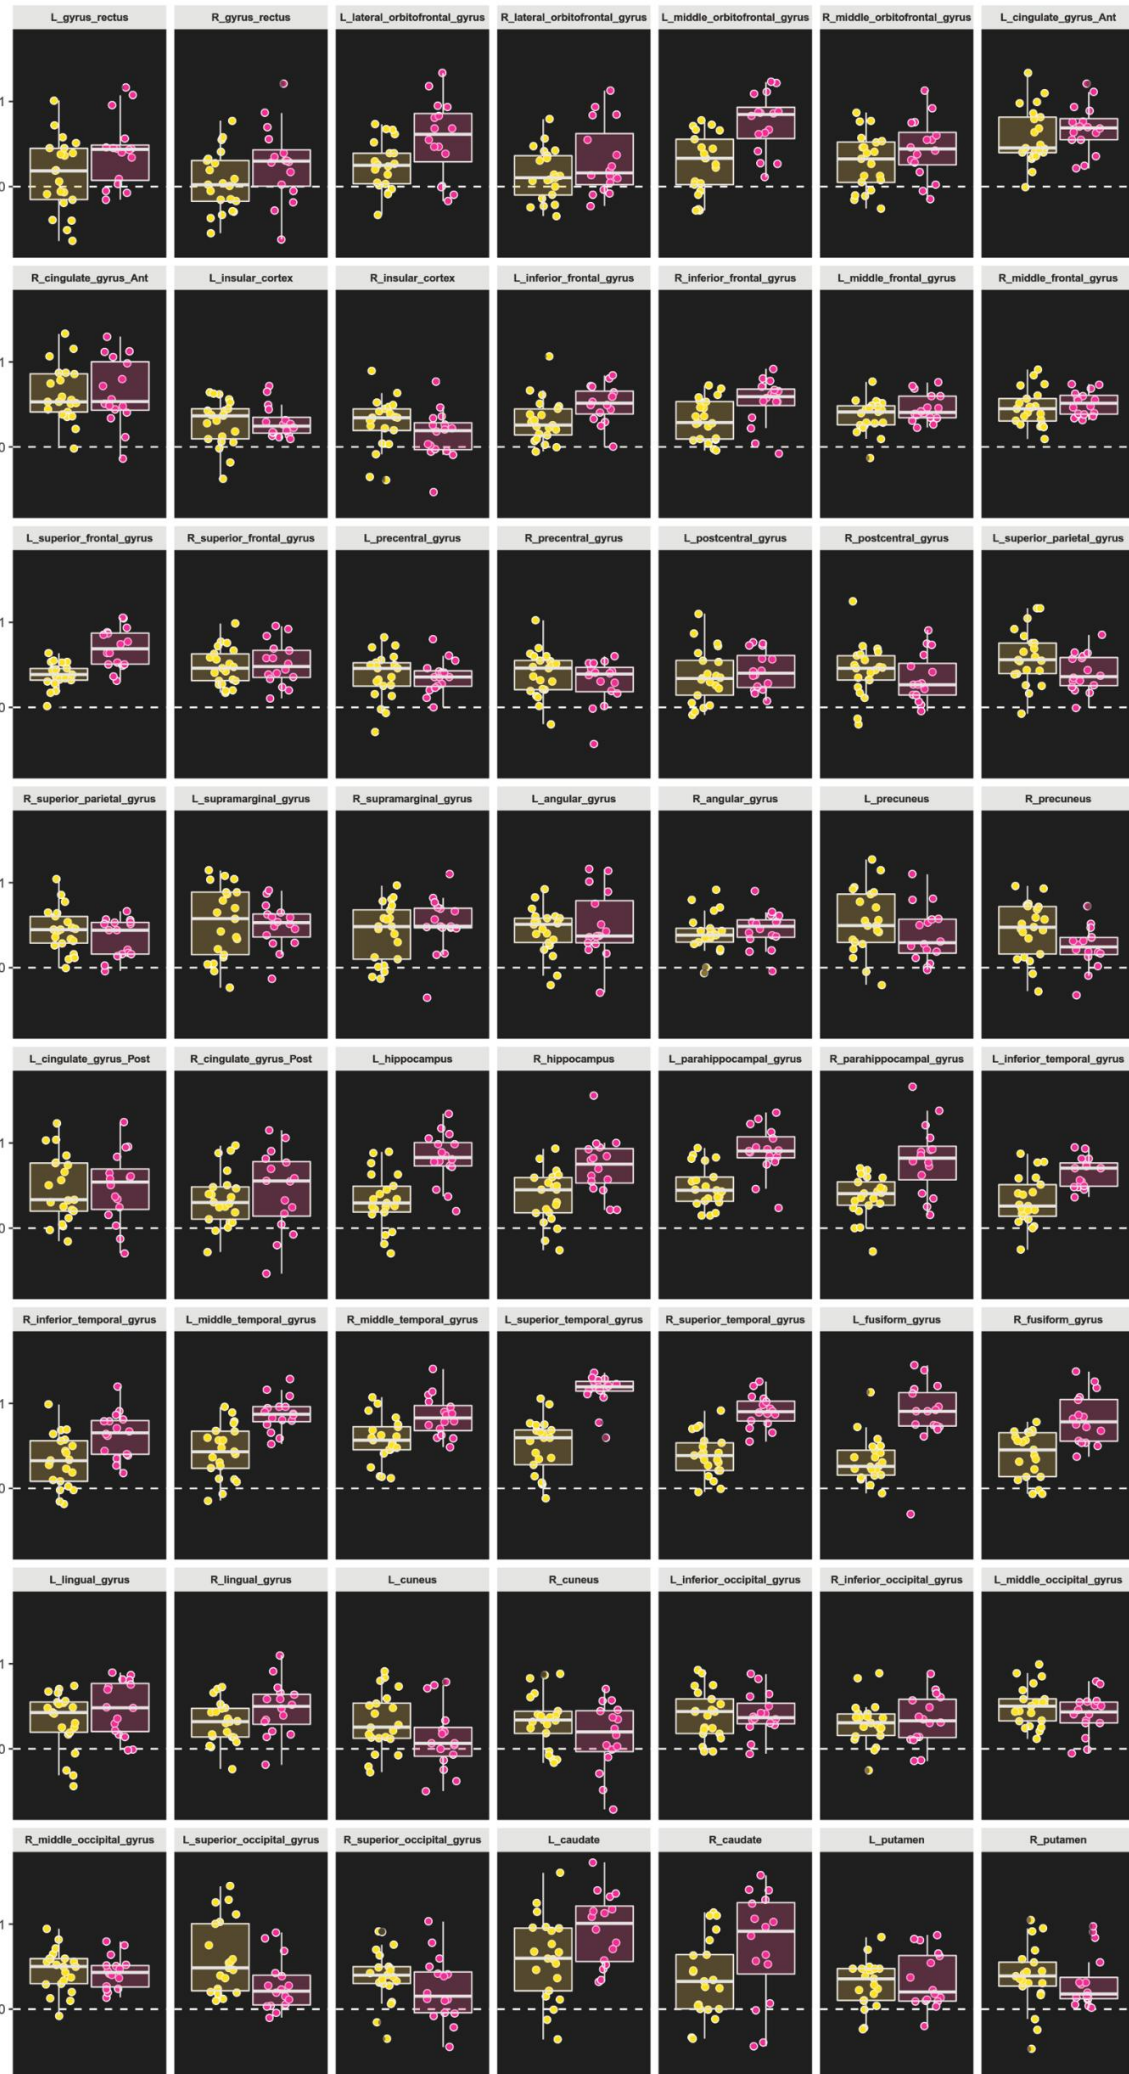 L_gyrus_rectus R_gyrus_rectus L_lateral_orbitofrontal_gyrus R_lateral_orbitofrontal_gyrus L_middle_orbitofrontal_gyrus R_middle_orbitofrontal_gyrus L_cingulate_gyrus_Ant
1
0
R_cingulate_gyrus_Ant L_insular_cortex R_insular_cortex L_inferior_frontal_gyrus R_inferior_frontal_gyrus L_middle_frontal_gyrus R_middle_frontal_gyrus
1
0
L_superior_frontal_gyrus R_superior_frontal_gyrus L_precentral_gyrus R_precentral_gyrus L_postcentral_gyrus R_postcentral_gyrus L_superior_parietal_gyrus
1
0
R_superior_parietal_gyrus L_supramarginal_gyrus R_supramarginal_gyrus L_angular_gyrus R_angular_gyrus L_precuneus R_precuneus
1
0
L_cingulate_gyrus_Post R_cingulate_gyrus_Post L_hippocampus R_hippocampus L_parahippocampal_gyrus R_parahippocampal_gyrus L_inferior_temporal_gyrus
1
0
R_inferior_temporal_gyrus L_middle_temporal_gyrus R_middle_temporal_gyrus L_superior_temporal_gyrus R_superior_temporal_gyrus L_fusiform_gyrus R_fusiform_gyrus
1
0
L_lingual_gyrus R_lingual_gyrus L_cuneus R_cuneus L_inferior_occipital_gyrus R_inferior_occipital_gyrus L_middle_occipital_gyrus
1
0
R_middle_occipital_gyrus L_superior_occipital_gyrus R_superior_occipital_gyrus L_caudate R_caudate L_putamen R_putamen
1
0